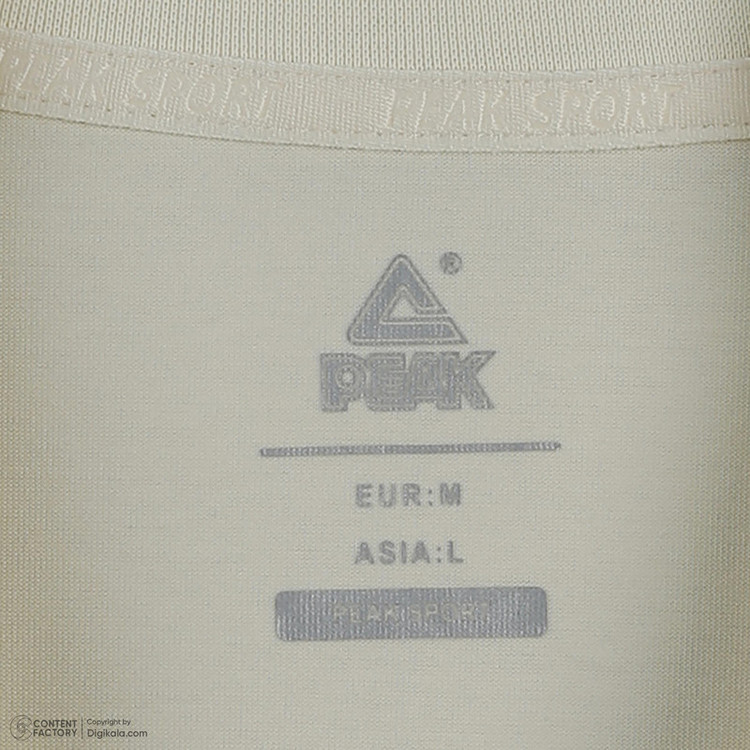 PEAK SPORT PEAK SPORT
®
PEAK
EUR:M
ASIA:L
PEAK SPORT
CONTENT FACTORY
Copyright by
Digikala.com